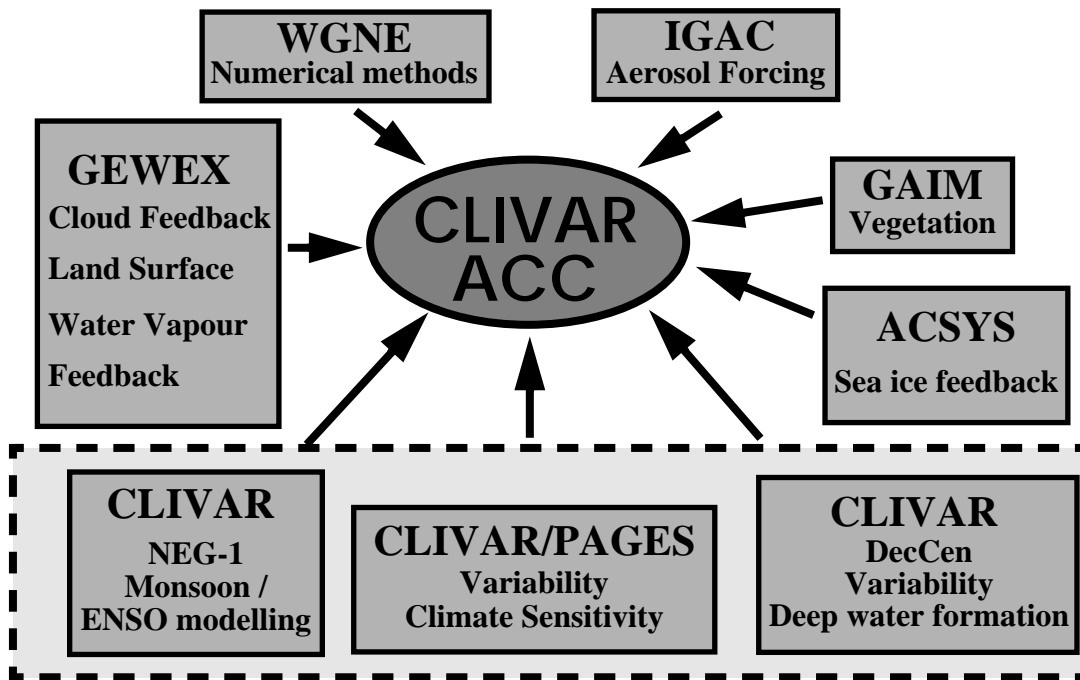 WGNE
Numerical methods
IGAC
Aerosol Forcing
GEWEX
Cloud Feedback
Land Surface
Water Vapour
Feedback
CLIVAR
ACC
GAIM
Vegetation
ACSYS
Sea ice feedback
CLIVAR
NEG-1
Monsoon /
ENSO modelling
CLIVAR/PAGES
Variability
Climate Sensitivity
CLIVAR
DecCen
Variability
Deep water formation